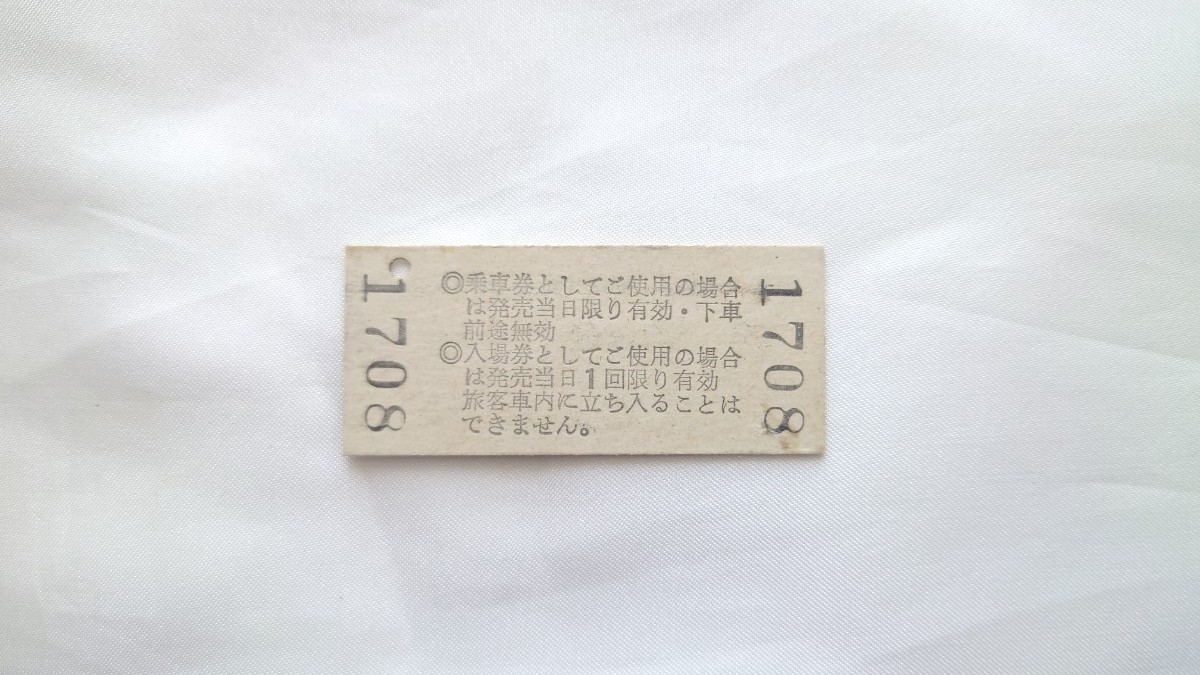 1708
◎乗車券としてご使用の場合
は発売当日限り有効・下車
前途無効
◎入場券としてご使用の場合
は発売当日1回限り有効
旅客車内に立ち入ることは
できません。
1708